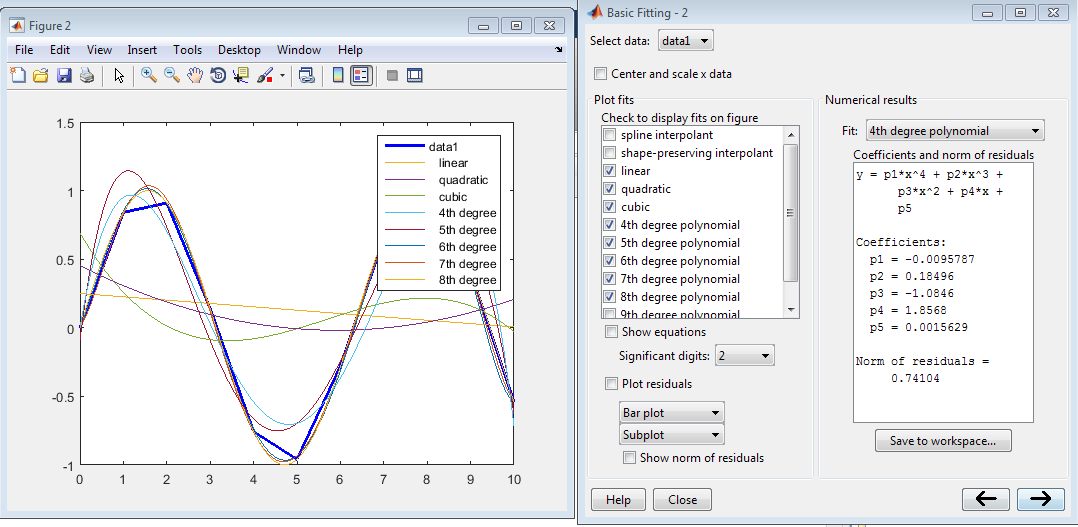 Figure 2
File Edit View Insert Tools Desktop Window Help
1.5
1
0.5
0
-0.5
-1
0 1 2 3 4 5 6 7 8 9 10
data1
linear
quadratic
cubic
4th degree
5th degree
6th degree
7th degree
8th degree
Basic Fitting - 2
Select data: data1
Center and scale x data
Plot fits
Check to display fits on figure
spline interpolant
shape-preserving interpolant
linear
quadratic
cubic
4th degree polynomial
5th degree polynomial
6th degree polynomial
7th degree polynomial
8th degree polynomial
9th degree polynomial
Show equations
Significant digits: 2
Plot residuals
Bar plot
Subplot
Show norm of residuals
Numerical results
Fit: 4th degree polynomial
Coefficients and norm of residuals
y = p1*x^4 + p2*x^3 +
p3*x^2 + p4*x +
p5
Coefficients:
p1 = -0.0095787
p2 = 0.18496
p3 = -1.0846
p4 = 1.8568
p5 = 0.0015629
Norm of residuals =
0.74104
Save to workspace...
Help Close